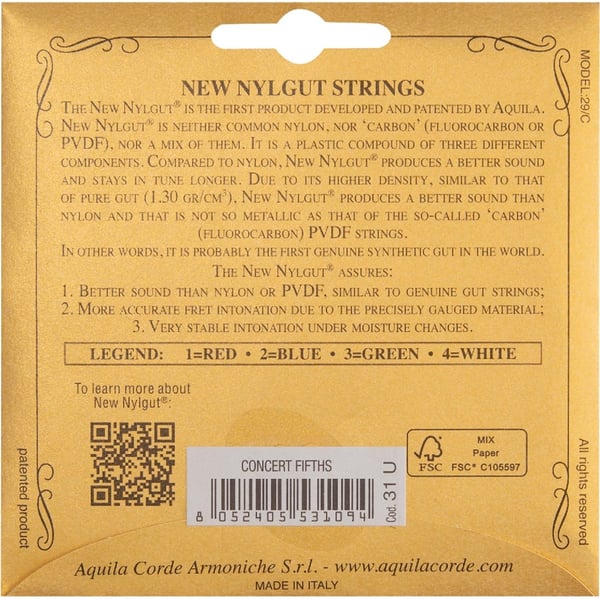 NEW NYLGUT STRINGS
THE NEW NYLGUT® IS THE FIRST PRODUCT DEVELOPED AND PATENTED BY AQUILA.
NEW NYLGUT® IS NEITHER COMMON NYLON, NOR ‘CARBON’ (FLUOROCARBON OR
PVDF), NOR A MIX OF THEM. IT IS A PLASTIC COMPOUND OF THREE DIFFERENT
COMPONENTS. COMPARED TO NYLON, NEW NYLGUT® PRODUCES A BETTER SOUND
AND STAYS IN TUNE LONGER. DUE TO ITS HIGHER DENSITY, SIMILAR TO THAT
OF PURE GUT (1.30 GR/CM³), NEW NYLGUT® PRODUCES A BETTER SOUND THAN
NYLON AND THAT IS NOT SO METALLIC AS THAT OF THE SO-CALLED ‘CARBON’
(FLUOROCARBON) PVDF STRINGS.
IN OTHER WORDS, IT IS PROBABLY THE FIRST GENUINE SYNTHETIC GUT IN THE WORLD.
THE NEW NYLGUT® ASSURES:
1. BETTER SOUND THAN NYLON OR PVDF, SIMILAR TO GENUINE GUT STRINGS;
2. MORE ACCURATE FRET INTONATION DUE TO THE PRECISELY GAUGED MATERIAL;
3. VERY STABLE INTONATION UNDER MOISTURE CHANGES.
LEGEND: 1=RED • 2=BLUE • 3=GREEN • 4=WHITE
MODEL:29/C
To learn more about
New Nylgut®:
CONCERT FIFTHS
8 052405 531094
Cod. 31 U
FSC
MIX
Paper
FSC® C105597
patented product
All rights reserved
Aquila Corde Armoniche S.r.l. - www.aquilacorde.com
MADE IN ITALY